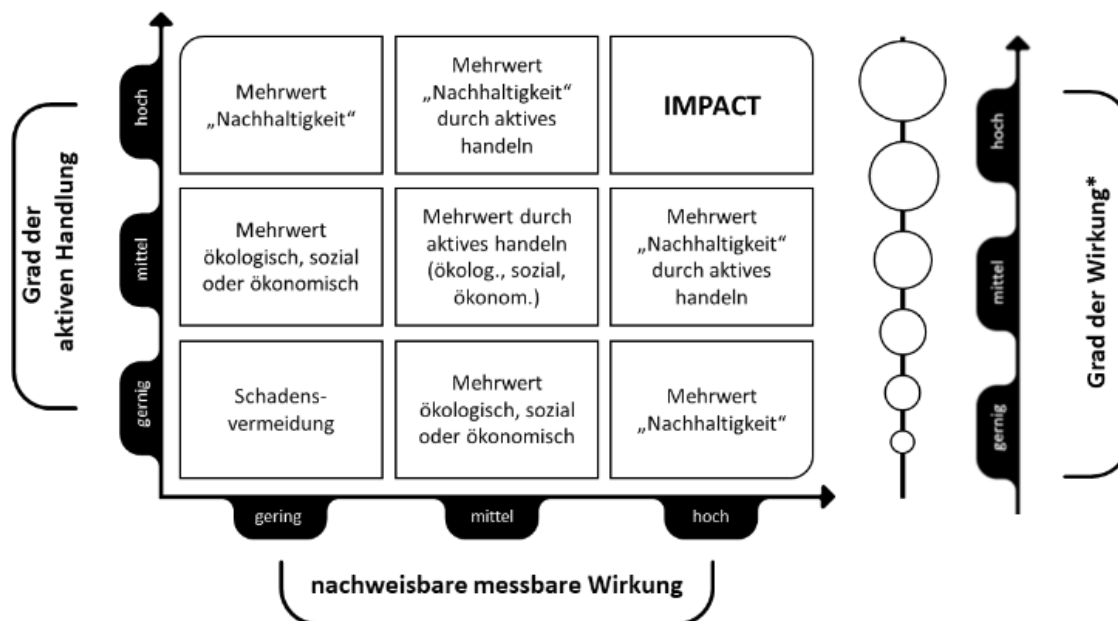 Grad der
aktiven Handlung
hoch
mittel
gernig
Mehrwert
„Nachhaltigkeit“
Mehrwert
„Nachhaltigkeit“
durch aktives
handeln
IMPACT
Mehrwert
ökologisch, sozial
oder ökonomisch
Mehrwert durch
aktives handeln
(ökolog., sozial,
ökonom.)
Mehrwert
„Nachhaltigkeit“
durch aktives
handeln
Schadens-
vermeidung
Mehrwert
ökologisch, sozial
oder ökonomisch
Mehrwert
„Nachhaltigkeit“
gering
mittel
hoch
nachweisbare messbare Wirkung
hoch
mittel
gernig
Grad der Wirkung*